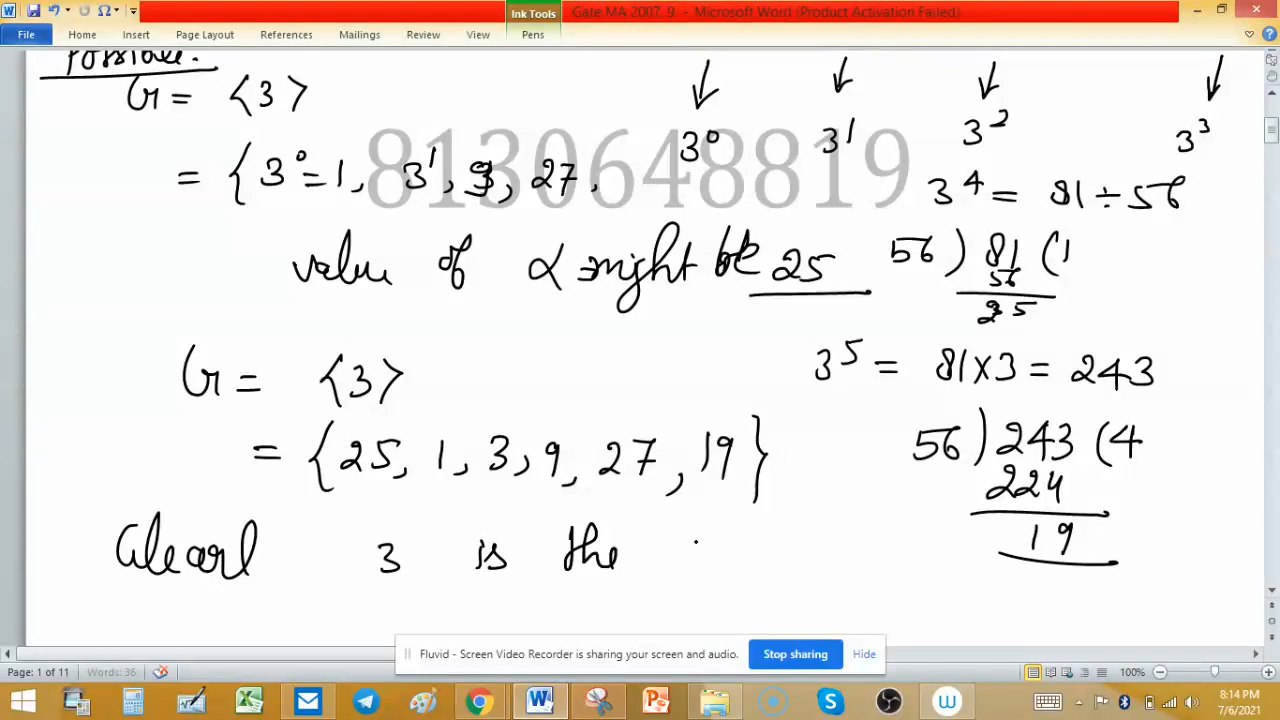 Ink Tools
Gate MA 2007. 9. - Microsoft Word (Product Activation Failed)
File Home Insert Page Layout References Mailings Review View Pens
Possible.
G = ⟨3⟩
↓ ↓ ↓ ↓
3⁰ 3¹ 3² 3³
8130648819
= { 3⁰=1, 3¹, 9, 27,
3⁴ = 81 ÷ 56
value of α might be 25
56 ) 81 ( 1
56
25
G = ⟨3⟩
3⁵ = 81×3 = 243
= { 25, 1, 3, 9, 27, 19 }
56 ) 243 ( 4
224
19
Clearl 3 is the
Fluvid - Screen Video Recorder is sharing your screen and audio. Stop sharing Hide
Page: 1 of 11 Words: 36 100%
8:14 PM
7/6/2021